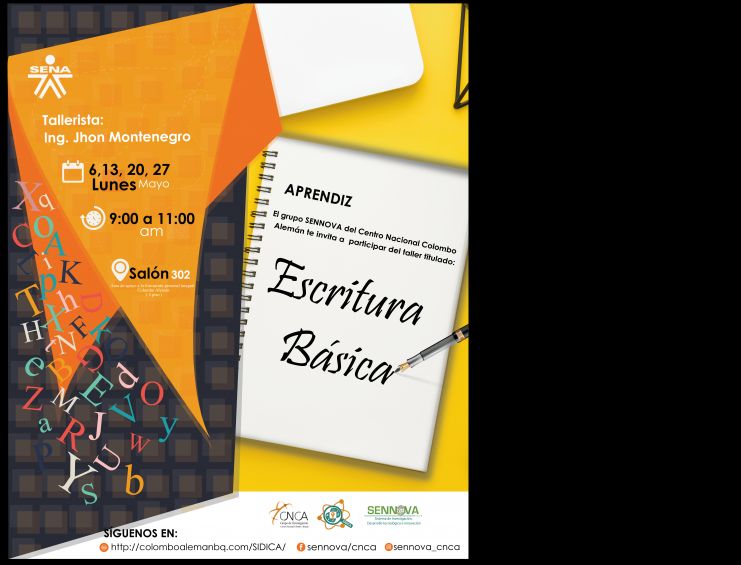 SENA
Tallerista:
Ing. Jhon Montenegro
6,13, 20, 27
Lunes Mayo
9:00 a 11:00
am
Salón 302
APRENDIZ
El grupo SENNOVA del Centro Nacional Colombo
Alemán te invita a participar del taller titulado:
Escritura
Básica
CNCA
SENNOVA
SÍGUENOS EN:
http://colomboalemanbq.com/SIDICA/
sennova/cnca
sennova_cnca